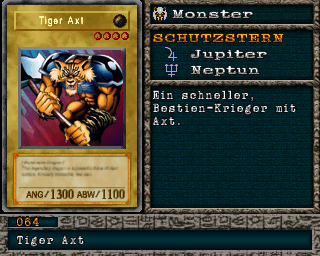 Tiger Axt
ANG/1300 ABW/1100
Monster
SCHUTZSTERN
Jupiter
Neptun
Ein schneller,
Bestien-Krieger mit
Axt.
064
Tiger Axt